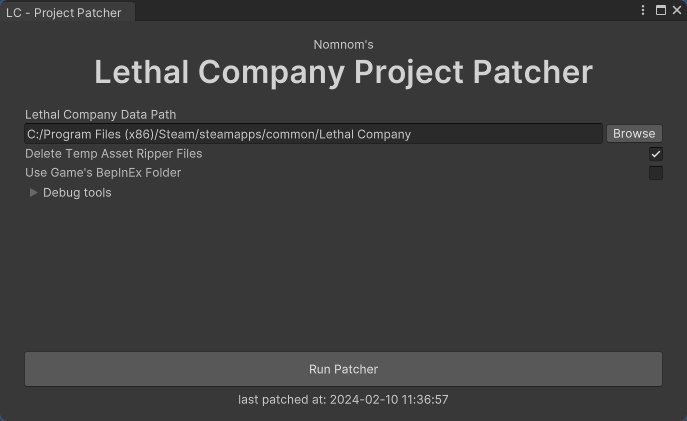 LC - Project Patcher
Nomnom's
Lethal Company Project Patcher
Lethal Company Data Path
C:/Program Files (x86)/Steam/steamapps/common/Lethal Company
Browse
Delete Temp Asset Ripper Files
Use Game's BepInEx Folder
Debug tools
Run Patcher
last patched at: 2024-02-10 11:36:57